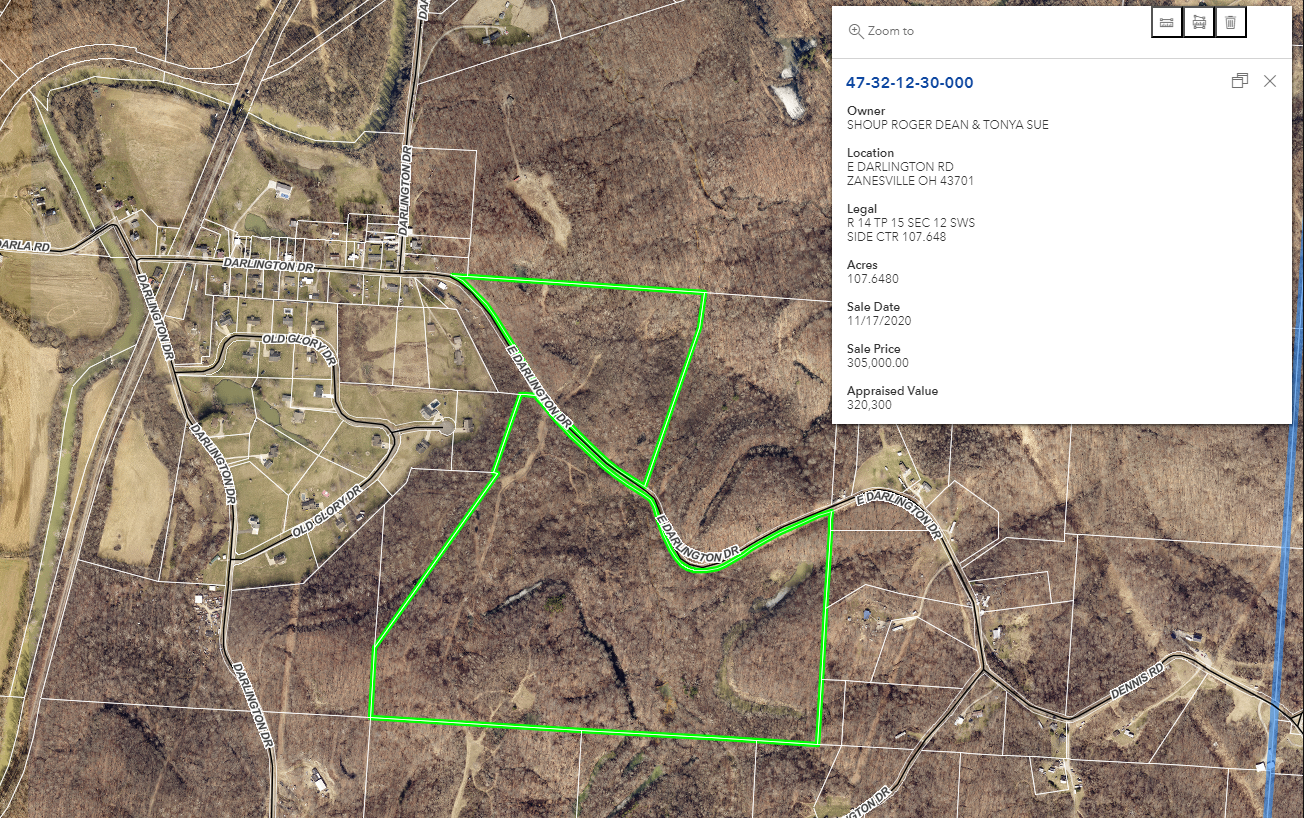 Zoom to
47-32-12-30-000
Owner
SHOUP ROGER DEAN & TONYA SUE
Location
E DARLINGTON RD
ZANESVILLE OH 43701
Legal
R 14 TP 15 SEC 12 SWS
SIDE CTR 107.648
Acres
107.6480
Sale Date
11/17/2020
Sale Price
305,000.00
Appraised Value
320,300
DARLINGTON DR
DARLA RD
DARLINGTON DR
DARLINGTON DR
OLD GLORY DR
E DARLINGTON DR
DARLINGTON DR
OLD GLORY DR
E DARLINGTON DR
E DARLINGTON DR
DARLINGTON DR
DENNIS RD